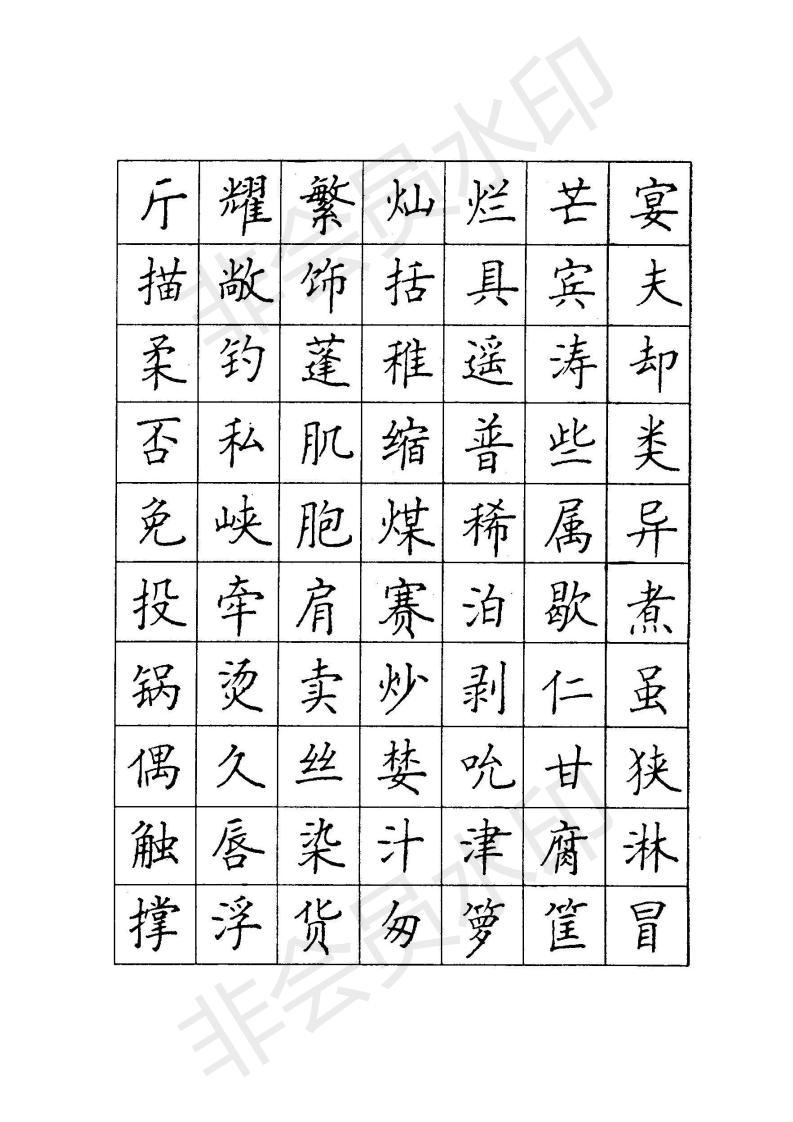 斤 耀 繁 灿 烂 芒 宴
描 敞 饰 括 具 宾 夫
柔 钓 蓬 稚 遥 涛 却
否 私 肌 缩 普 些 类
免 峡 胞 煤 稀 属 异
投 牵 肩 赛 泊 歇 煮
锅 烫 卖 炒 剥 仁 虽
偶 久 丝 婪 吮 甘 狭
触 唇 染 汁 津 腐 淋
撑 浮 货 匆 箩 筐 冒
非会员水印
非会员水印